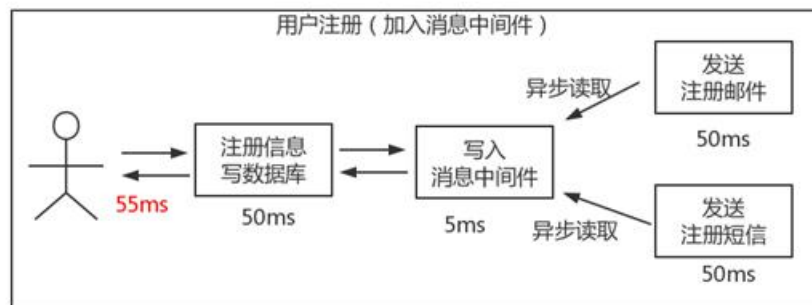 用户注册（加入消息中间件）
发送
注册邮件
异步读取
50ms
注册信息
写数据库
写入
消息中间件
55ms
50ms
5ms
异步读取
发送
注册短信
50ms